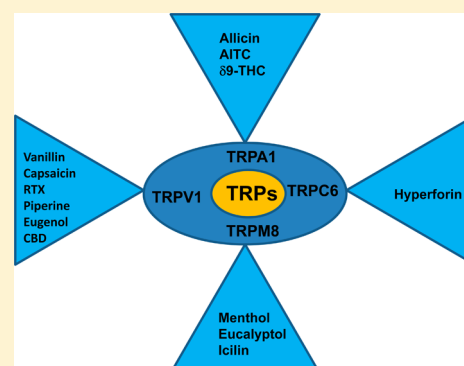 Allicin
AITC
δ9-THC
Vanillin
Capsaicin
RTX
Piperine
Eugenol
CBD
TRPA1
TRPV1
TRPs
TRPC6
TRPM8
Hyperforin
Menthol
Eucalyptol
Icilin